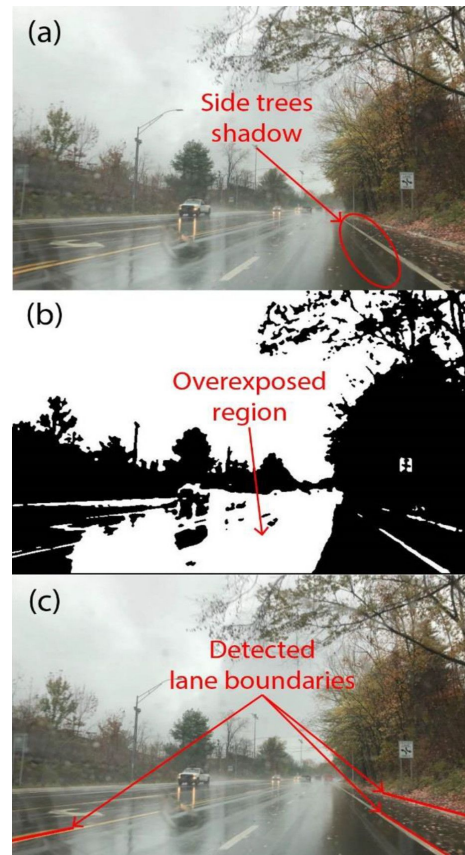 (a)
Side trees
shadow
(b)
Overexposed
region
(c)
Detected
lane boundaries